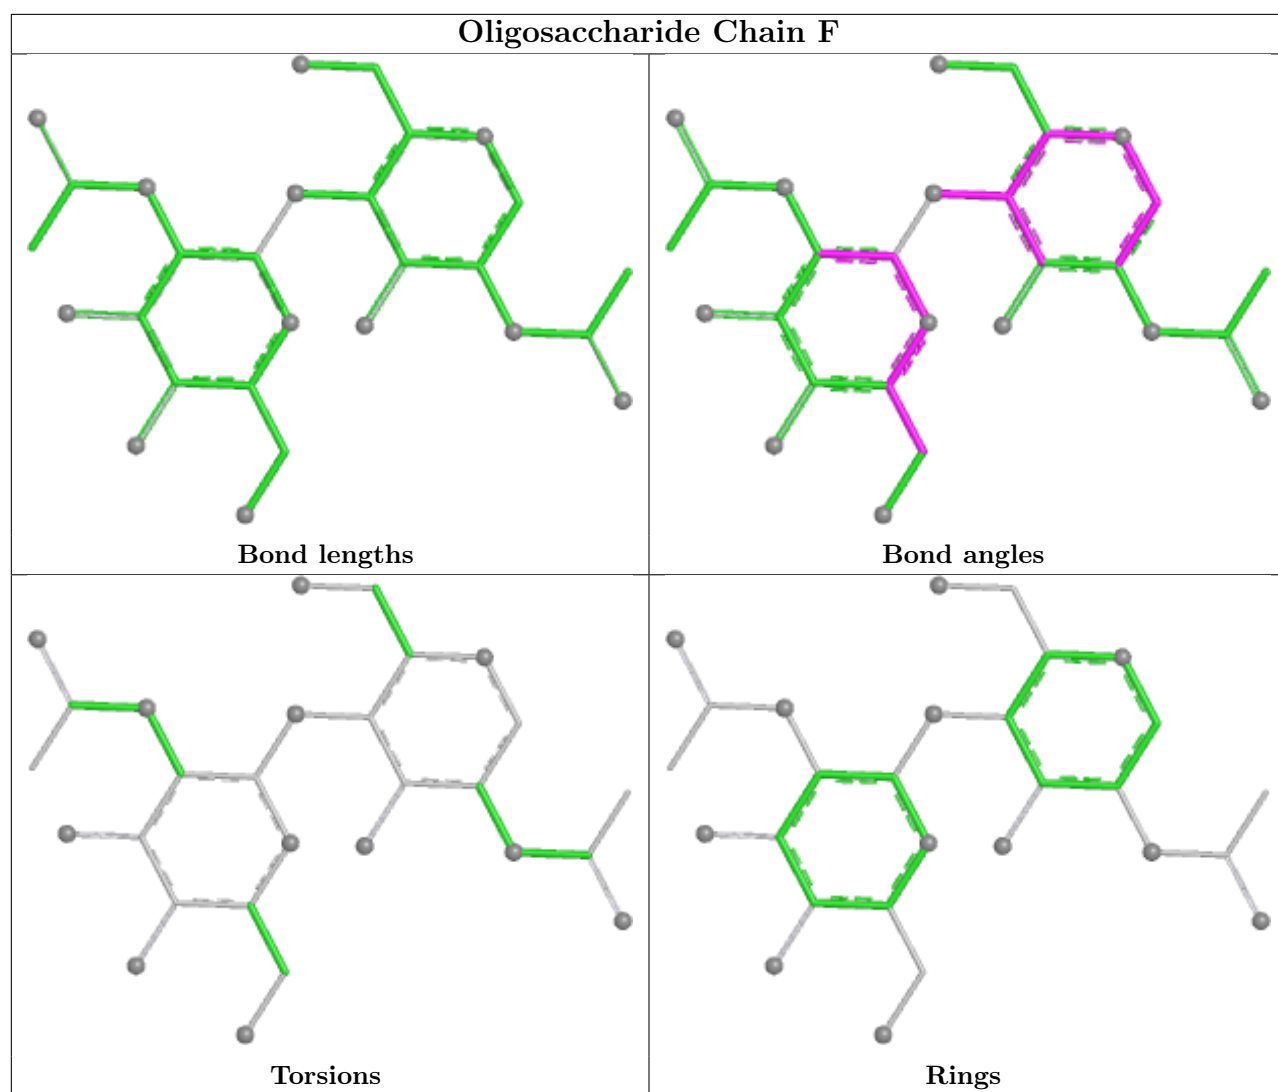 Oligosaccharide Chain F
Bond lengths
Bond angles
Torsions
Rings